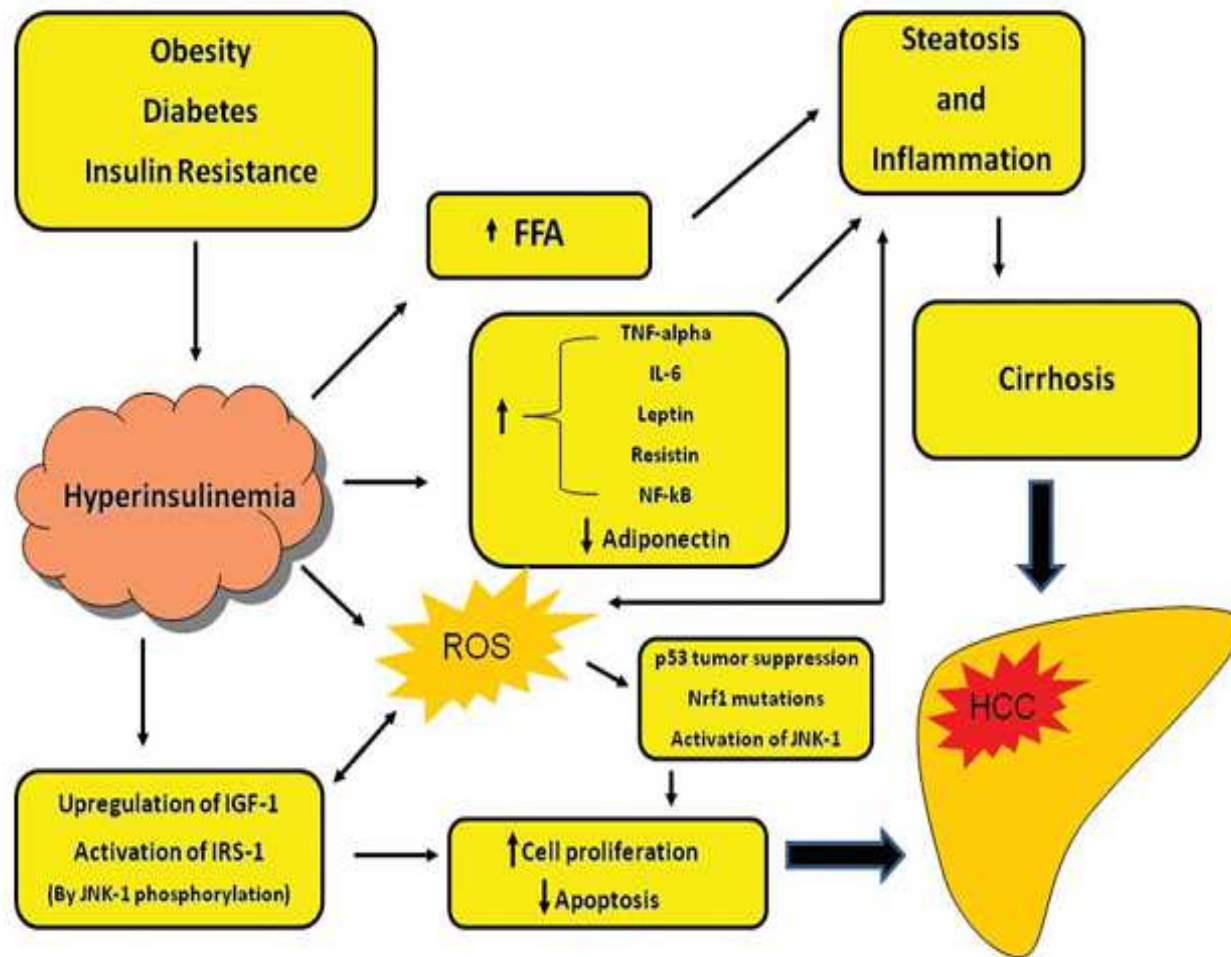 Obesity
Diabetes
Insulin Resistance
Steatosis
and
Inflammation
↑ FFA
TNF-alpha
IL-6
Leptin
Resistin
NF-kB
↑
↓ Adiponectin
Cirrhosis
Hyperinsulinemia
ROS
p53 tumor suppression
Nrf1 mutations
Activation of JNK-1
HCC
Upregulation of IGF-1
Activation of IRS-1
(By JNK-1 phosphorylation)
↑Cell proliferation
↓Apoptosis